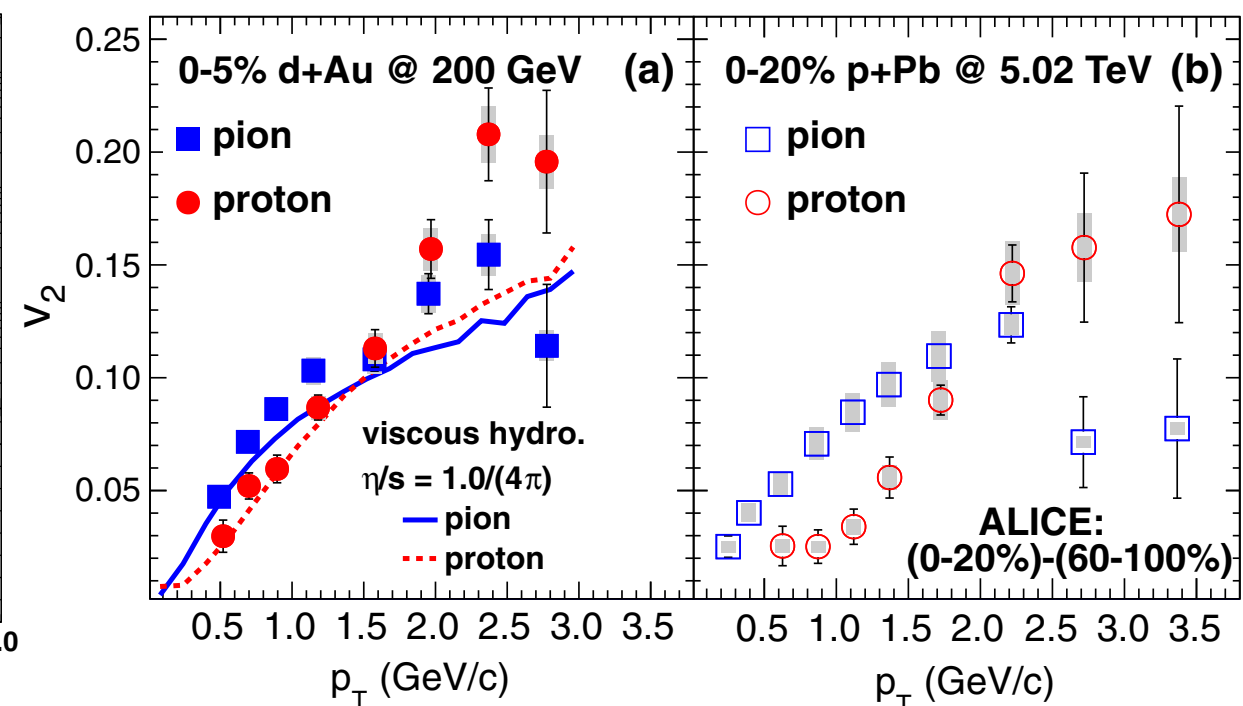 0-5% d+Au @ 200 GeV (a)
pion
proton
viscous hydro.
η/s = 1.0/(4π)
pion
proton
0.25
0.20
0.15
0.10
0.05
v2
0.5 1.0 1.5 2.0 2.5 3.0 3.5
pT (GeV/c)
0-20% p+Pb @ 5.02 TeV (b)
pion
proton
ALICE:
(0-20%)-(60-100%)
0.5 1.0 1.5 2.0 2.5 3.0 3.5
pT (GeV/c)
.0